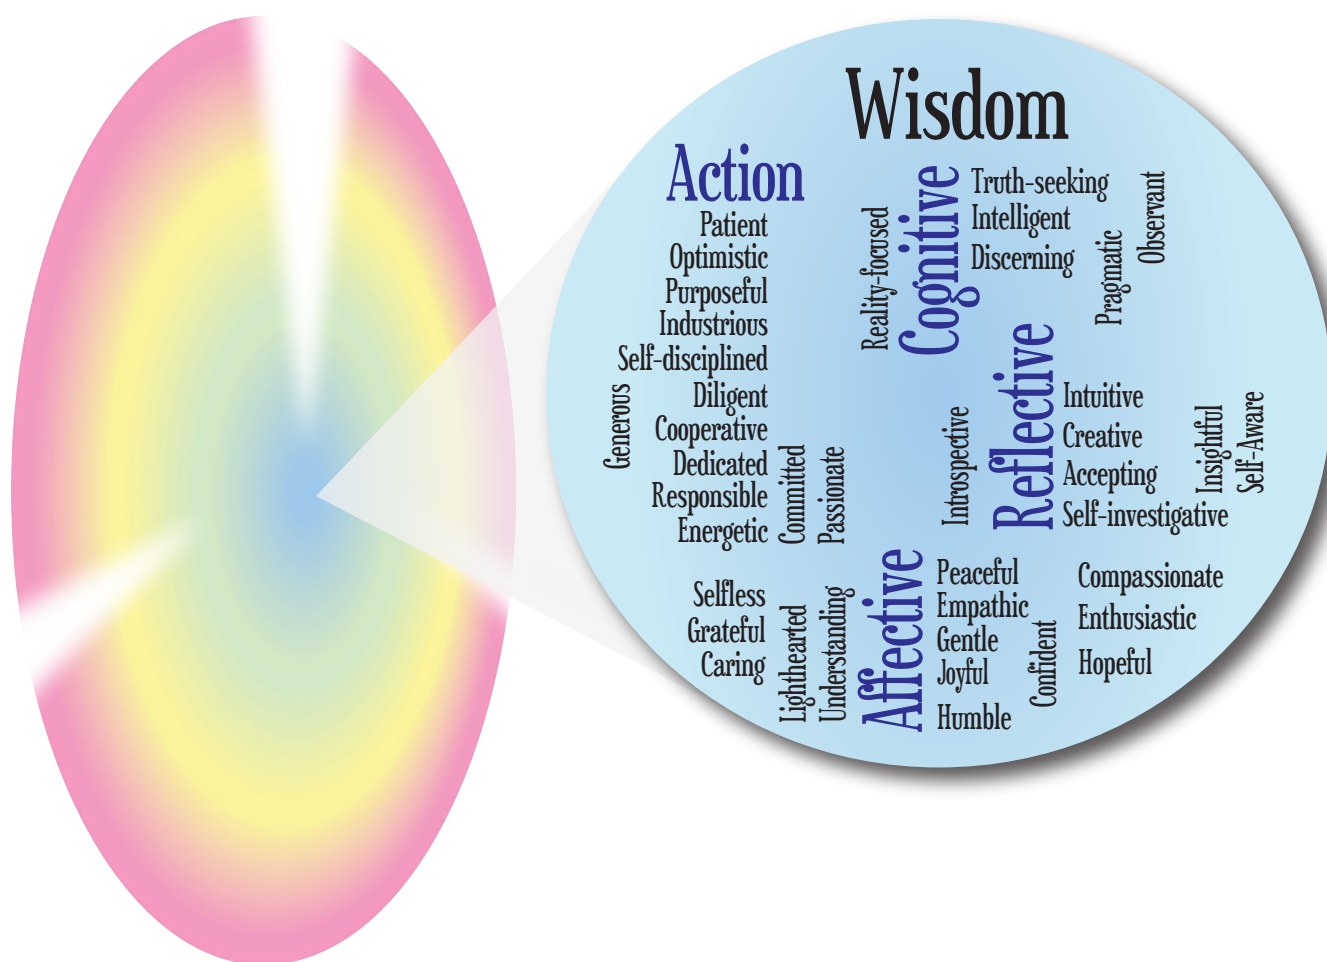 Wisdom
Action
Patient
Optimistic
Purposeful
Industrious
Self-disciplined
Diligent
Cooperative
Dedicated
Responsible
Energetic
Generous
Committed
Passionate
Cognitive
Reality-focused
Truth-seeking
Intelligent
Discerning
Pragmatic
Observant
Reflective
Introspective
Intuitive
Creative
Accepting
Self-investigative
Insightful
Self-Aware
Affective
Selfless
Grateful
Caring
Lighthearted
Understanding
Peaceful
Empathic
Gentle
Joyful
Humble
Confident
Compassionate
Enthusiastic
Hopeful